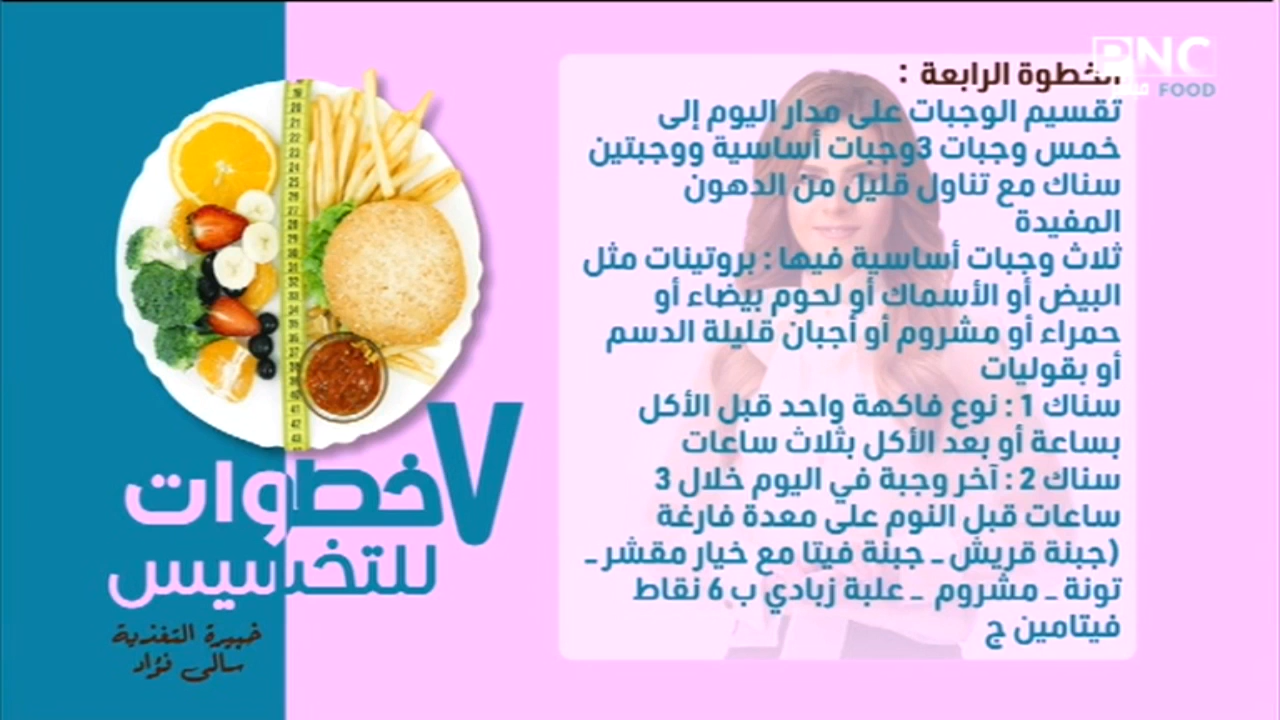 PNC
مباشر FOOD
الخطوة الرابعة :
تقسيم الوجبات على مدار اليوم إلى
خمس وجبات 3وجبات أساسية ووجبتين
سناك مع تناول قليل من الدهون
المفيدة
ثلاث وجبات أساسية فيها : بروتينات مثل
البيض أو الأسماك أو لحوم بيضاء أو
حمراء أو مشروم أو أجبان قليلة الدسم
أو بقوليات
سناك 1 : نوع فاكهة واحد قبل الأكل
بساعة أو بعد الأكل بثلاث ساعات
سناك 2 : آخر وجبة في اليوم خلال 3
ساعات قبل النوم على معدة فارغة
(جبنة قريش ـ جبنة فيتا مع خيار مقشر ـ
تونة ـ مشروم ـ علبة زبادي ب 6 نقاط
فيتامين ج
٧ خطوات
للتخسيس
خبيرة التغذية
سالى فؤاد